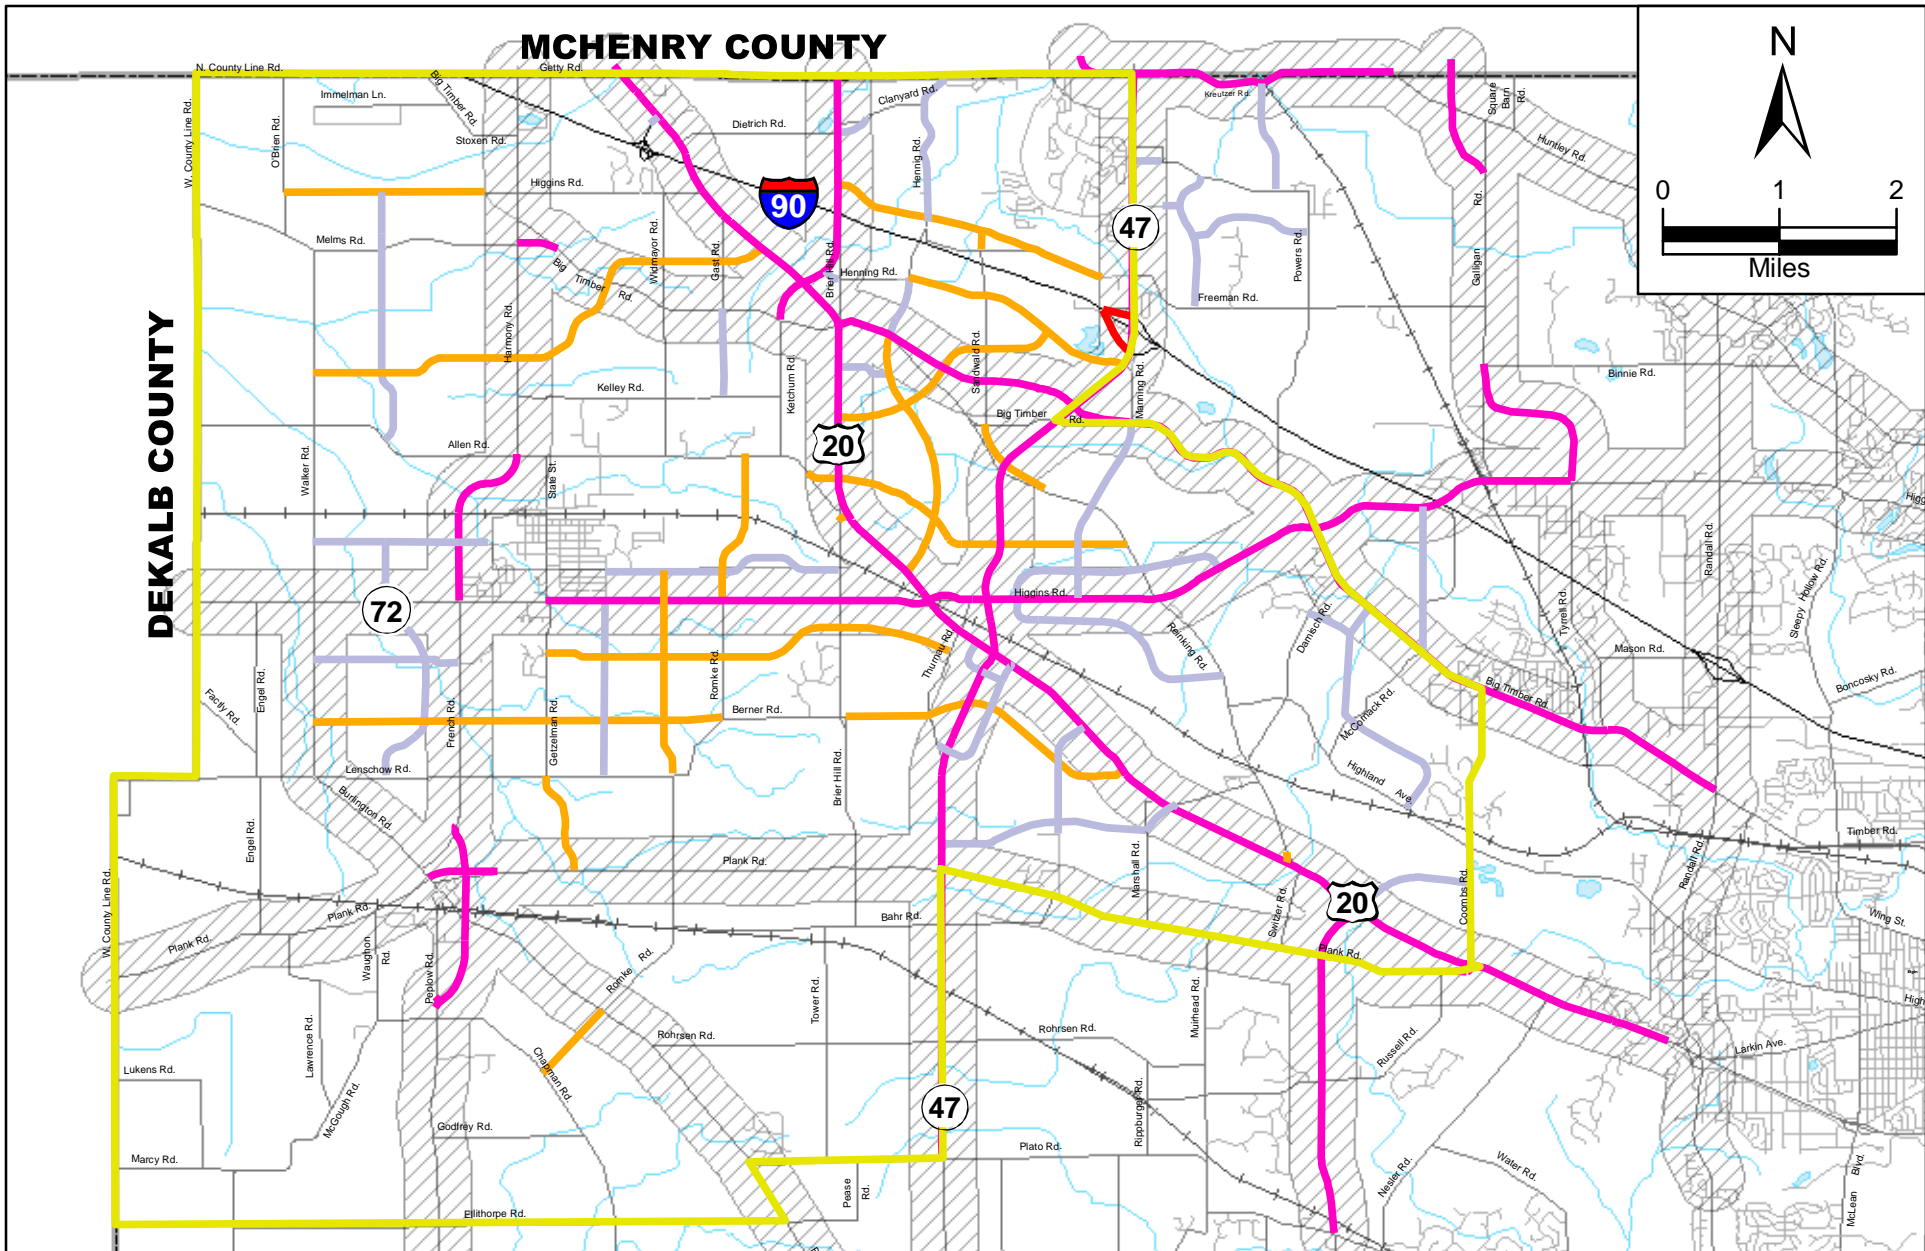 MCHENRY COUNTY
N
0 1 2
Miles
DEKALB COUNTY
N. County Line Rd.
Getty Rd.
Big Timber Rd.
Immelman Ln.
Clanyard Rd.
Kreutzer Rd.
Square Barn Rd.
W. County Line Rd.
O'Brien Rd.
Stoxen Rd.
Dietrich Rd.
Hennig Rd.
Huntley Rd.
Higgins Rd.
90
47
Melms Rd.
Widmayor Rd.
Gast Rd.
Brier Hill Rd.
Powers Rd.
Galligan
Rd.
Big
Timber
Rd.
Henning Rd.
Freeman Rd.
Harmony Rd.
Ketchum Rd.
Sandwald Rd.
Manning Rd.
Binnie Rd.
Kelley Rd.
Big Timber
Rd.
20
Allen Rd.
Walker Rd.
State St.
Randall Rd.
72
Higgins Rd.
Damisch Rd.
Tyrrell Rd.
Sleepy Hollow Rd.
Reinking Rd.
Thurnau Rd.
Mason Rd.
Engel Rd.
Factly Rd.
French Rd.
Getzelman Rd.
Romke Rd.
Berner Rd.
McCornack Rd.
Big Timber Rd.
Boncosky Rd.
Lenschow Rd.
Brier Hill Rd.
Highland
Ave.
Burlington Rd.
Engel Rd.
Plank Rd.
Marshall Rd.
Timber Rd.
Randall Rd.
W. County Line Rd.
Plank Rd.
Plank Rd.
Bahr Rd.
Switzer Rd.
20
Coombs Rd.
Wing St.
Waughon
Rd.
Peplow Rd.
Romke
Rd.
Tower Rd.
Plank Rd.
Muirhead Rd.
High
Lawrence Rd.
Rohrsen Rd.
Rohrsen Rd.
Russell Rd.
Larkin Ave.
Lukens Rd.
McGough Rd.
Chapman Rd.
47
Rippburger Rd.
Godfrey Rd.
Marcy Rd.
Plato Rd.
Nesler Rd.
Water Rd.
McLean
Blvd.
Pease
Rd.
Ellithorpe Rd.